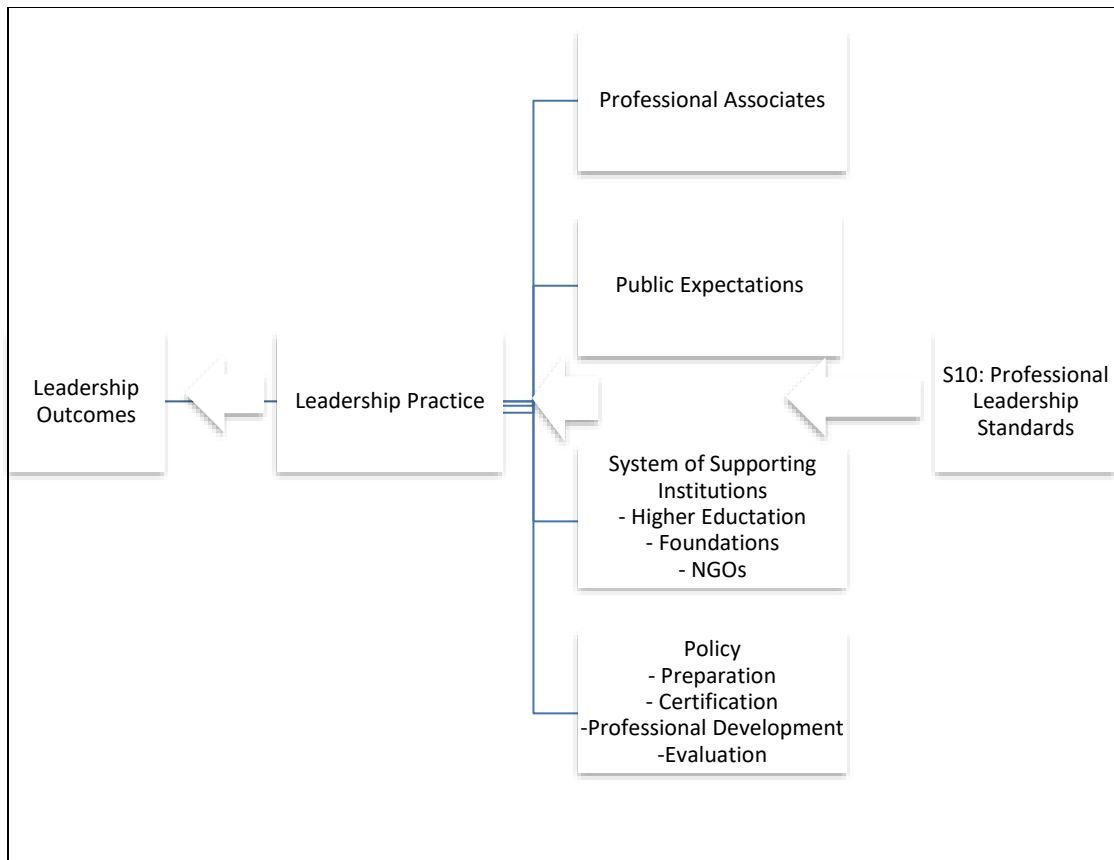 Professional Associates
Public Expectations
Leadership
Outcomes
Leadership Practice
S10: Professional
Leadership
Standards
System of Supporting
Institutions
- Higher Eductation
- Foundations
- NGOs
Policy
- Preparation
- Certification
-Professional Development
-Evaluation